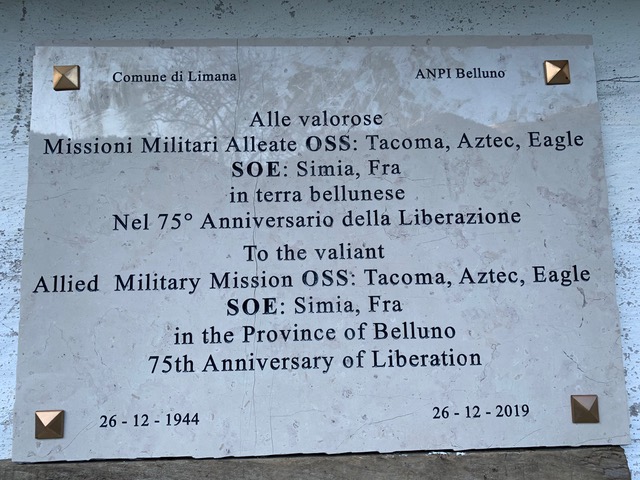 Comune di Limana
ANPI Belluno
Alle valorose
Missioni Militari Alleate OSS: Tacoma, Aztec, Eagle
SOE: Simia, Fra
in terra bellunese
Nel 75° Anniversario della Liberazione
To the valiant
Allied Military Mission OSS: Tacoma, Aztec, Eagle
SOE: Simia, Fra
in the Province of Belluno
75th Anniversary of Liberation
26 - 12 - 1944
26 - 12 - 2019